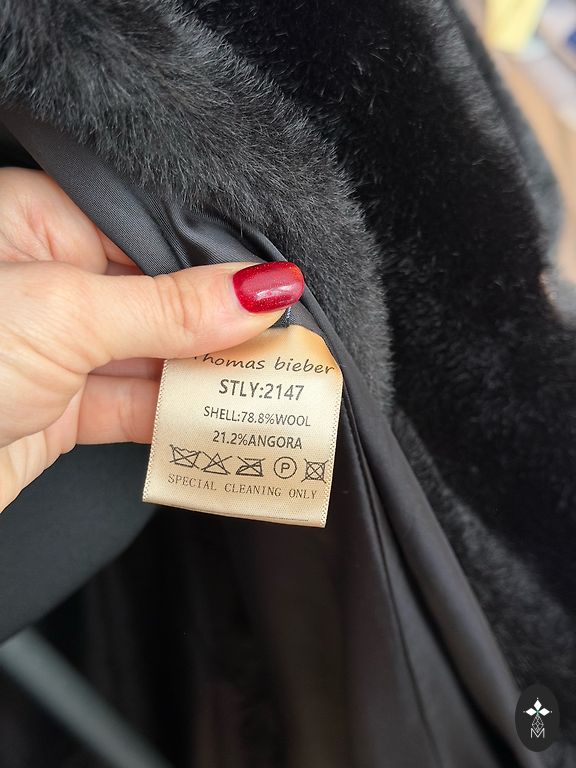 Thomas bieber
STLY:2147
SHELL:78.8%WOOL
21.2%ANGORA
P
SPECIAL CLEANING ONLY
M